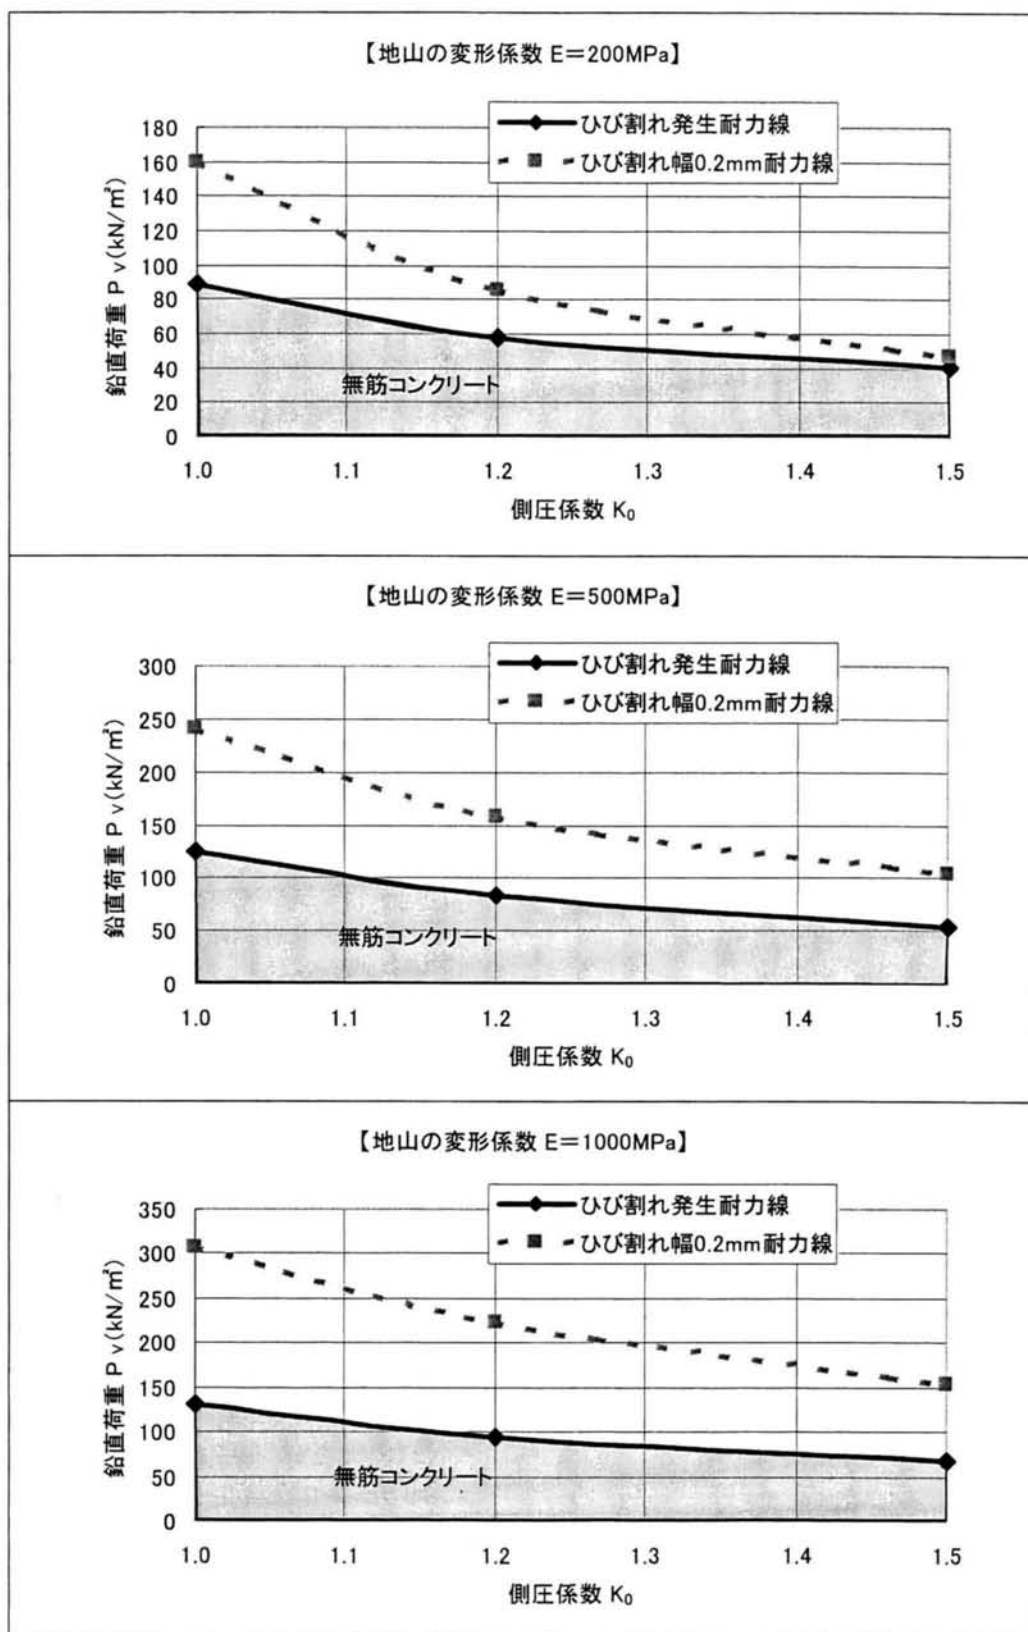 【地山の変形係数 E=200MPa】
ひび割れ発生耐力線
ひび割れ幅0.2mm耐力線
鉛直荷重 Pv(kN/㎡)
180
160
140
120
100
80
60
40
20
0
無筋コンクリート
1.0 1.1 1.2 1.3 1.4 1.5
側圧係数 K₀
【地山の変形係数 E=500MPa】
ひび割れ発生耐力線
ひび割れ幅0.2mm耐力線
鉛直荷重 Pv(kN/㎡)
300
250
200
150
100
50
0
無筋コンクリート
1.0 1.1 1.2 1.3 1.4 1.5
側圧係数 K₀
【地山の変形係数 E=1000MPa】
ひび割れ発生耐力線
ひび割れ幅0.2mm耐力線
鉛直荷重 Pv(kN/㎡)
350
300
250
200
150
100
50
0
無筋コンクリート
1.0 1.1 1.2 1.3 1.4 1.5
側圧係数 K₀